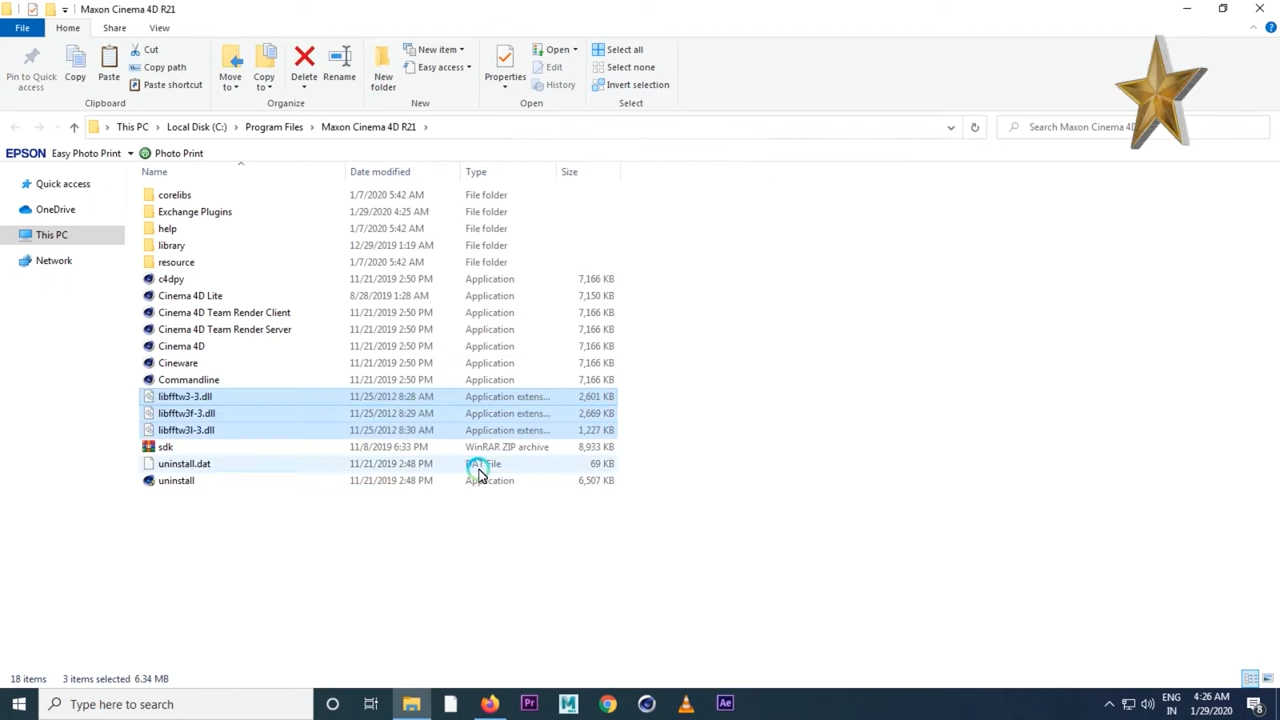 Maxon Cinema 4D R21
File Home Share View
Pin to Quick access
Copy
Paste
Cut
Copy path
Paste shortcut
Clipboard
Move to
Copy to
Delete
Rename
Organize
New folder
New item
Easy access
New
Properties
Open
Edit
History
Open
Select all
Select none
Invert selection
Select
This PC > Local Disk (C:) > Program Files > Maxon Cinema 4D R21 >
Search Maxon Cinema 4D
EPSON Easy Photo Print Photo Print
Name Date modified Type Size
Quick access
OneDrive
This PC
Network
corelibs 1/7/2020 5:42 AM File folder
Exchange Plugins 1/29/2020 4:25 AM File folder
help 1/7/2020 5:42 AM File folder
library 12/29/2019 1:19 AM File folder
resource 1/7/2020 5:42 AM File folder
c4dpy 11/21/2019 2:50 PM Application 7,166 KB
Cinema 4D Lite 8/28/2019 1:28 AM Application 7,150 KB
Cinema 4D Team Render Client 11/21/2019 2:50 PM Application 7,166 KB
Cinema 4D Team Render Server 11/21/2019 2:50 PM Application 7,166 KB
Cinema 4D 11/21/2019 2:50 PM Application 7,166 KB
Cineware 11/21/2019 2:50 PM Application 7,166 KB
Commandline 11/21/2019 2:50 PM Application 7,166 KB
libfftw3-3.dll 11/25/2012 8:28 AM Application extens... 2,601 KB
libfftw3f-3.dll 11/25/2012 8:29 AM Application extens... 2,669 KB
libfftw3l-3.dll 11/25/2012 8:30 AM Application extens... 1,227 KB
sdk 11/8/2019 6:33 PM WinRAR ZIP archive 8,933 KB
uninstall.dat 11/21/2019 2:48 PM DAT File 69 KB
uninstall 11/21/2019 2:48 PM Application 6,507 KB
18 items 3 items selected 6.34 MB
Type here to search
Pr
M
Ae
ENG
IN
4:26 AM
1/29/2020
8